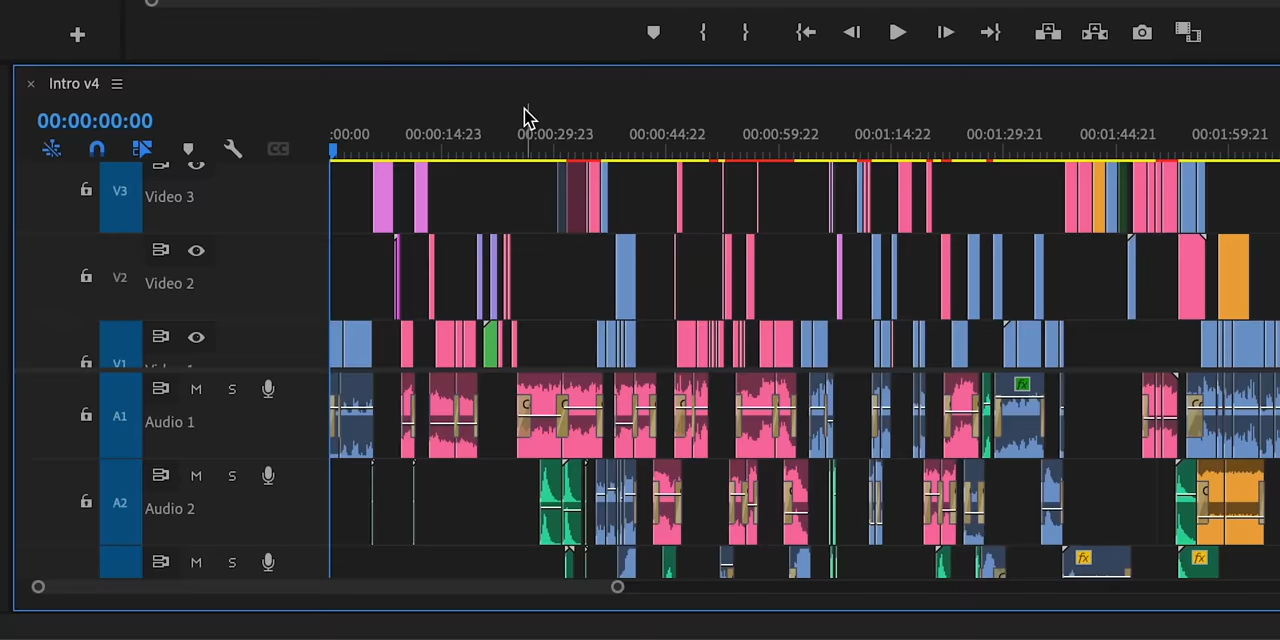 Intro v4
00:00:00:00
:00:00 00:00:14:23 00:00:29:23 00:00:44:22 00:00:59:22 00:01:14:22 00:01:29:21 00:01:44:21 00:01:59:21
CC
V3 Video 3
V2 Video 2
V1
M S
A1 Audio 1
fx
M S
A2 Audio 2
M S
fx fx